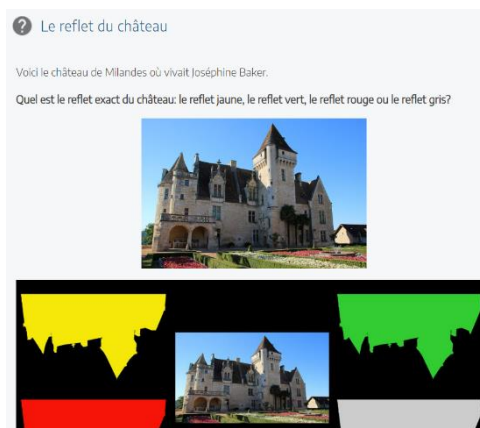 Le reflet du château
Voici le château de Milandes où vivait Joséphine Baker.
Quel est le reflet exact du château: le reflet jaune, le reflet vert, le reflet rouge ou le reflet gris?